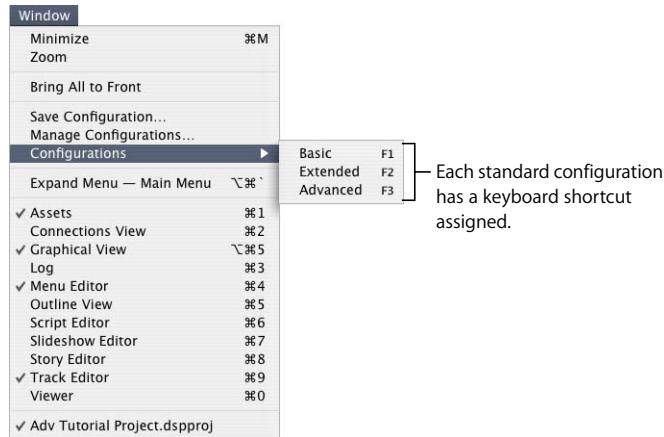 Window
Minimize ⌘M
Zoom
Bring All to Front
Save Configuration...
Manage Configurations...
Configurations ▶
Basic F1
Extended F2
Advanced F3
Each standard configuration
has a keyboard shortcut
assigned.
Expand Menu — Main Menu ⌥⌘`
✓ Assets ⌘1
Connections View ⌘2
✓ Graphical View ⌥⌘5
Log ⌘3
✓ Menu Editor ⌘4
Outline View ⌘5
Script Editor ⌘6
Slideshow Editor ⌘7
Story Editor ⌘8
✓ Track Editor ⌘9
Viewer ⌘0
✓ Adv Tutorial Project.dspproj